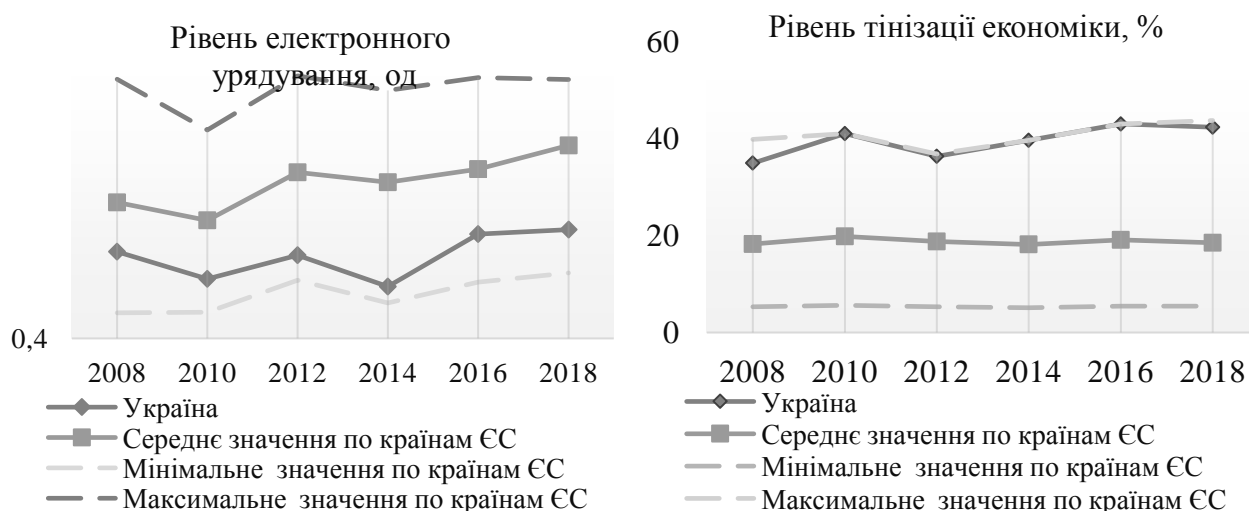 Рівень електронного
урядування, од
0,4
2008 2010 2012 2014 2016 2018
Україна
Середнє значення по країнам ЄС
Мінімальне значення по країнам ЄС
Максимальне значення по країнам ЄС
Рівень тінізації економіки, %
60
40
20
0
2008 2010 2012 2014 2016 2018
Україна
Середнє значення по країнам ЄС
Мінімальне значення по країнам ЄС
Максимальне значення по країнам ЄС